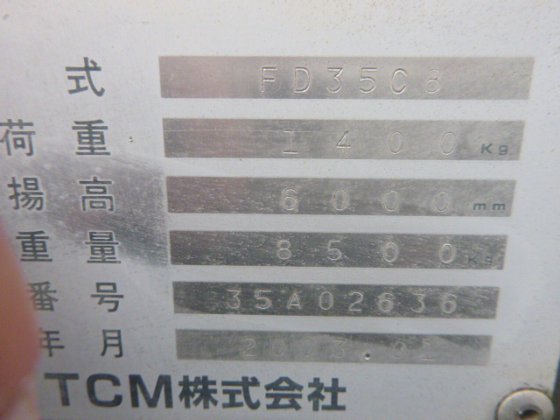 式 FD35C8
荷重 1400 Kg
揚高 6000 mm
重量 8500 Kg
番号 35A02636
年月
TCM株式会社